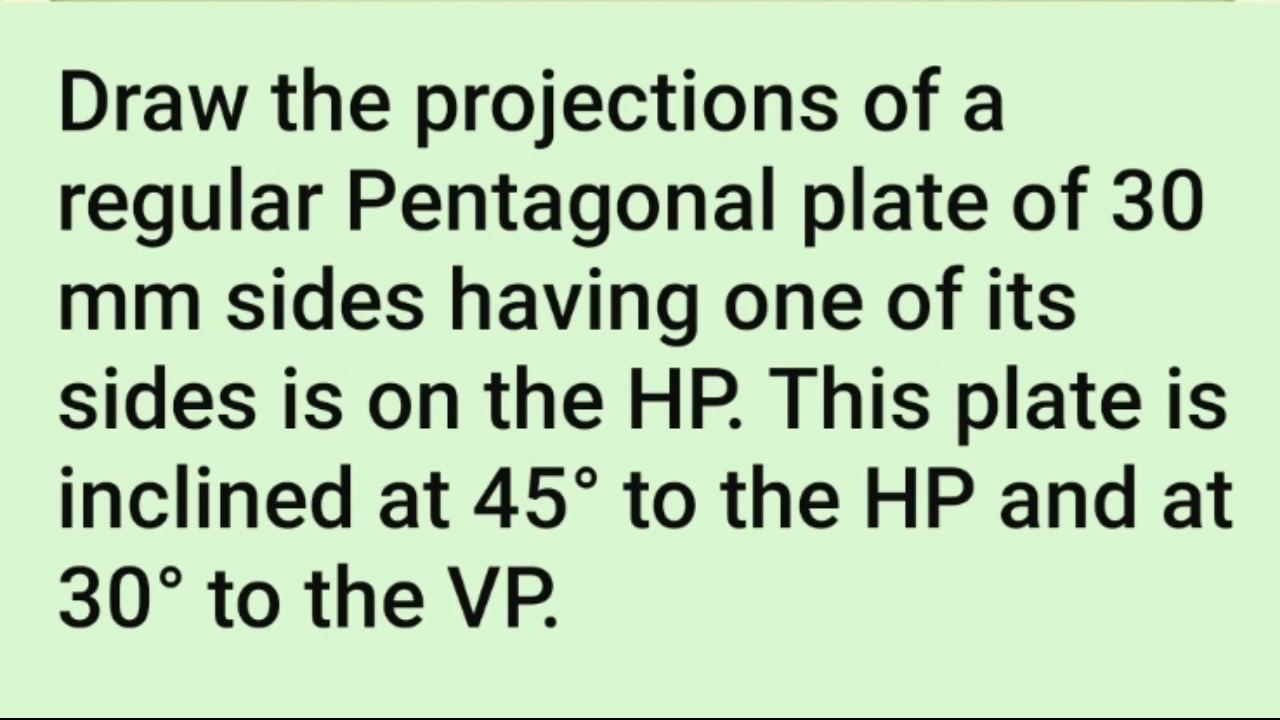 Draw the projections of a
regular Pentagonal plate of 30
mm sides having one of its
sides is on the HP. This plate is
inclined at 45° to the HP and at
30° to the VP.